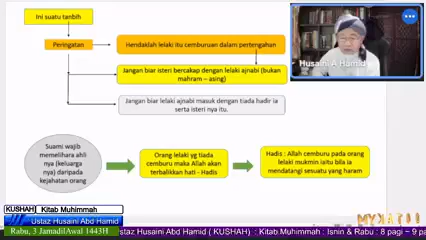 Ini suatu tanbih
Peringatan
Hendaklah lelaki itu cemburuan dalam pertengahan
Jangan biar isteri bercakap dengan lelaki ajnabi (bukan
mahram – asing)
Jangan biar lelaki ajnabi masuk dengan tiada hadir ia
serta isteri nya itu.
Husaini A Hamid
Suami wajib
memelihara ahli
nya (keluarga
nya) daripada
kejahatan orang
Orang lelaki yg tiada
cemburu maka Allah akan
terbalikkan hati - Hadis
Hadis : Allah cemburu pada orang
lelaki mukmin iaitu bila ia
mendatangi sesuatu yang haram
(KUSHAH) Kitab Muhimmah
Ustaz Husaini Abd Hamid
Rabu, 3 JamadilAwal 1443H
staz Husaini Abd Hamid ( KUSHAH ) : Kitab Muhimmah : Isnin & Rabu : 8 pagi ~ 9 pa